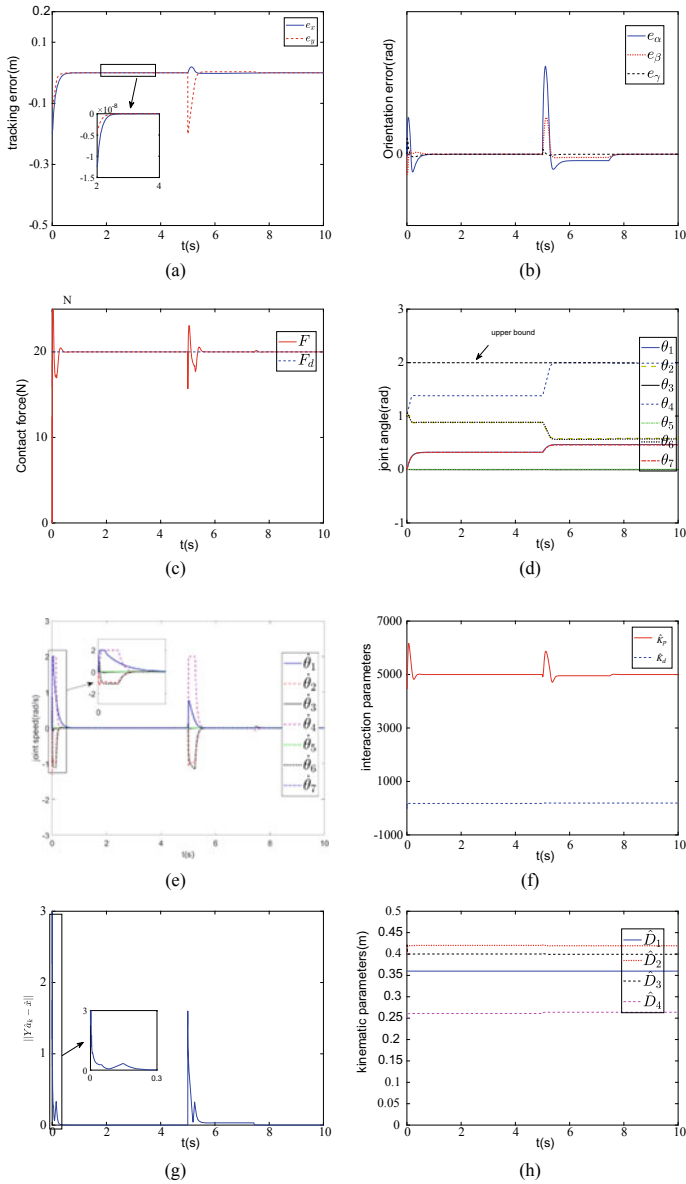 0.2
0.1
-0.1
-0.3
-0.5
tracking error(m)
e_x
e_y
×10⁻⁸
0
-0.5
-1
-1.5
2 4
0 2 4 6 8 10
t(s)
(a)
Orientation error(rad)
0
e_α
e_β
e_γ
0 2 4 6 8 10
t(s)
(b)
N
Contact force(N)
20
10
0
F
F_d
0 2 4 6 8 10
t(s)
(c)
joint angle(rad)
3
2
1
0
-1
upper bound
θ_1
θ_2
θ_3
θ_4
θ_5
θ_6
θ_7
0 2 4 6 8 10
t(s)
(d)
joint speed(rad/s)
3
2
1
0
-1
-2
-3
2
0
-2
0
θ̇_1
θ̇_2
θ̇_3
θ̇_4
θ̇_5
θ̇_6
θ̇_7
0 2 4 6 8 10
t(s)
(e)
interaction parameters
7000
5000
3000
1000
-1000
κ̂_p
κ̂_d
0 2 4 6 8 10
t(s)
(f)
||Yâ_k − ẋ||
3
2
1
0
3
0
0 0.3
0 2 4 6 8 10
t(s)
(g)
kinematic parameters(m)
0.5
0.45
0.4
0.35
0.3
0.25
0.2
0.15
0.1
0.05
0
D̂_1
D̂_2
D̂_3
D̂_4
0 2 4 6 8 10
t(s)
(h)